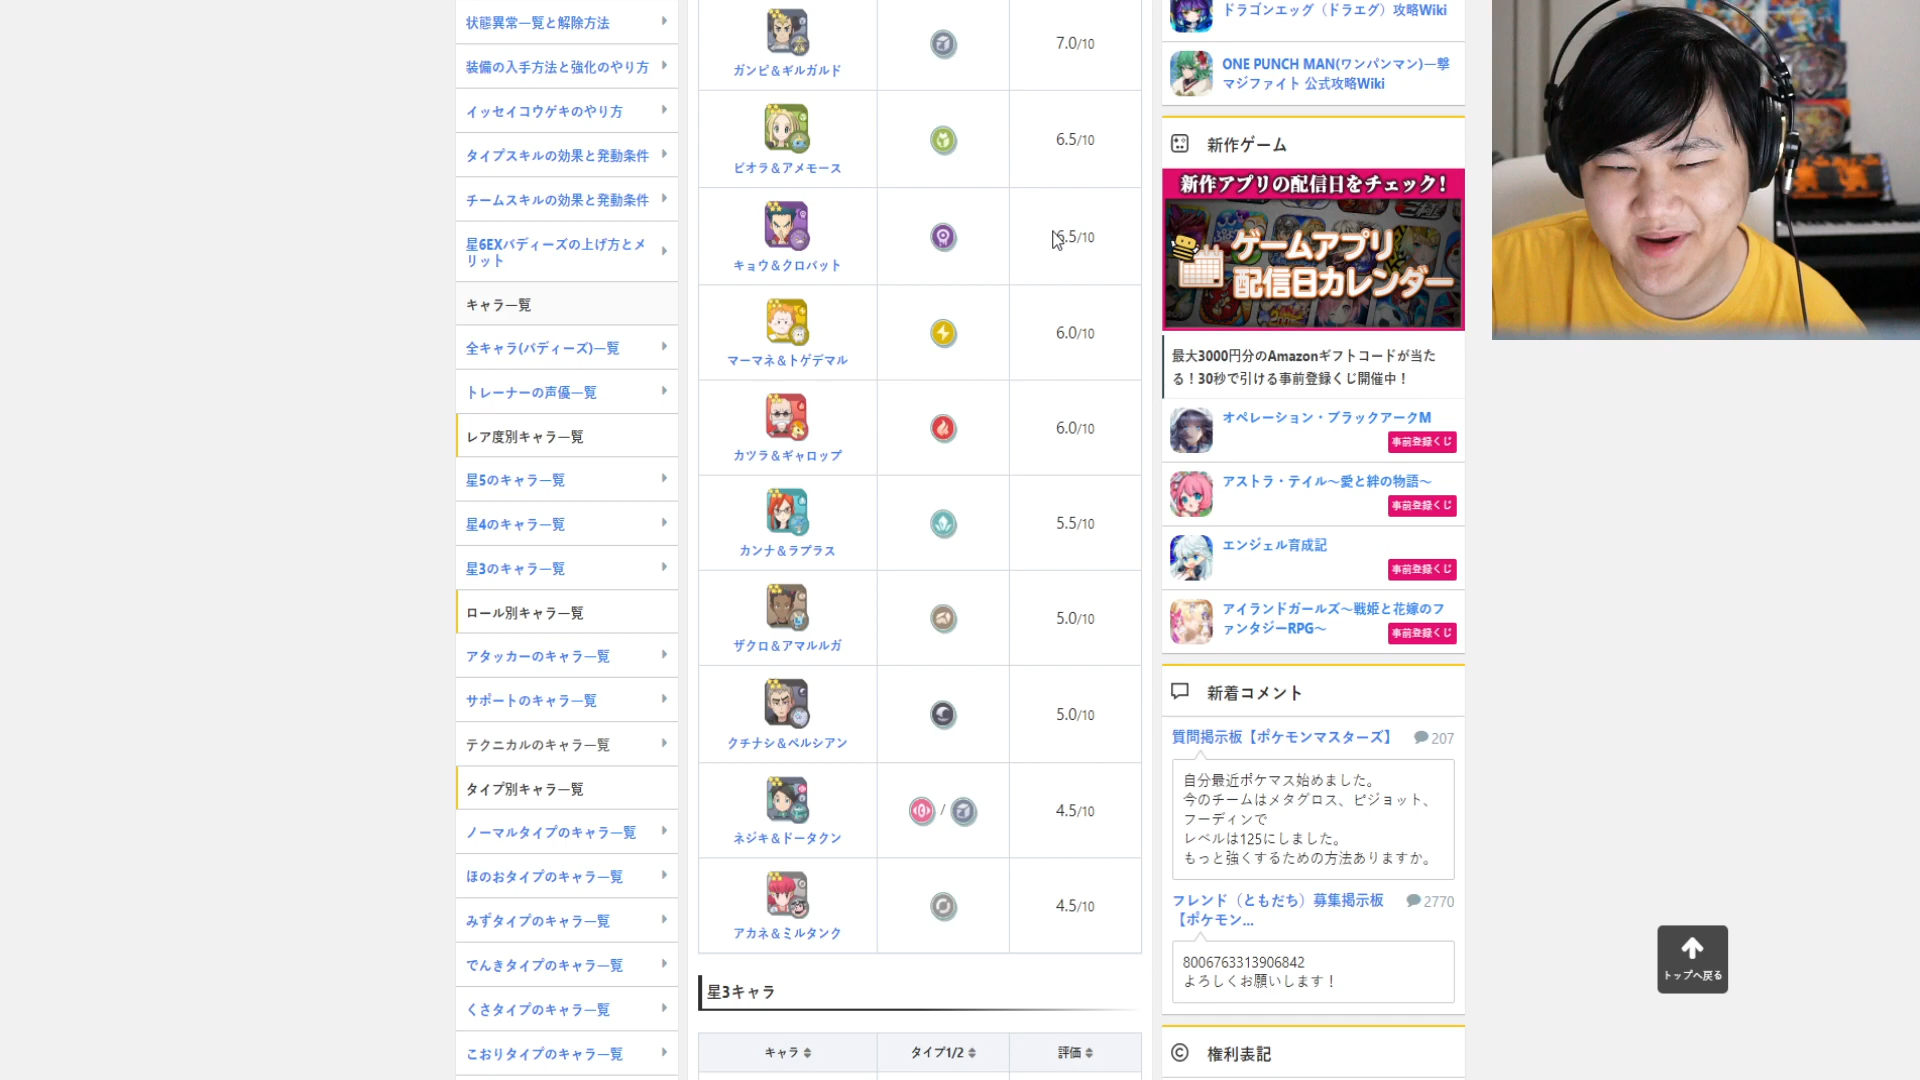 状態異常一覧と解除方法
装備の入手方法と強化のやり方
イッセイコウゲキのやり方
タイプスキルの効果と発動条件
チームスキルの効果と発動条件
星6EXバディーズの上げ方とメ
リット
キャラ一覧
全キャラ(バディーズ)一覧
トレーナーの声優一覧
レア度別キャラ一覧
星5のキャラ一覧
星4のキャラ一覧
星3のキャラ一覧
ロール別キャラ一覧
アタッカーのキャラ一覧
サポートのキャラ一覧
テクニカルのキャラ一覧
タイプ別キャラ一覧
ノーマルタイプのキャラ一覧
ほのおタイプのキャラ一覧
みずタイプのキャラ一覧
でんきタイプのキャラ一覧
くさタイプのキャラ一覧
こおりタイプのキャラ一覧
ガンピ＆ギルガルド
7.0/10
ビオラ＆アメモース
6.5/10
キョウ＆クロバット
6.5/10
マーマネ＆トゲデマル
6.0/10
カツラ＆ギャロップ
6.0/10
カンナ＆ラプラス
5.5/10
ザクロ＆アマルルガ
5.0/10
クチナシ＆ペルシアン
5.0/10
ネジキ＆ドータクン
/
4.5/10
アカネ＆ミルタンク
4.5/10
星3キャラ
キャラ タイプ1/2 評価
ドラゴンエッグ（ドラエグ）攻略Wiki
ONE PUNCH MAN(ワンパンマン)一撃
マジファイト 公式攻略Wiki
新作ゲーム
新作アプリの配信日をチェック！
ゲームアプリ
配信日カレンダー
最大3000円分のAmazonギフトコードが当た
る！30秒で引ける事前登録くじ開催中！
オペレーション・ブラックアークM
事前登録くじ
アストラ・テイル～愛と絆の物語～
事前登録くじ
エンジェル育成記
事前登録くじ
アイランドガールズ～戦姫と花嫁のフ
ァンタジーRPG～
事前登録くじ
新着コメント
質問掲示板【ポケモンマスターズ】 207
自分最近ポケマス始めました。
今のチームはメタグロス、ピジョット、
フーディンで
レベルは125にしました。
もっと強くするための方法ありますか。
フレンド（ともだち）募集掲示板 2770
【ポケモン...
8006763313906842
よろしくお願いします！
© 権利表記
トップへ戻る